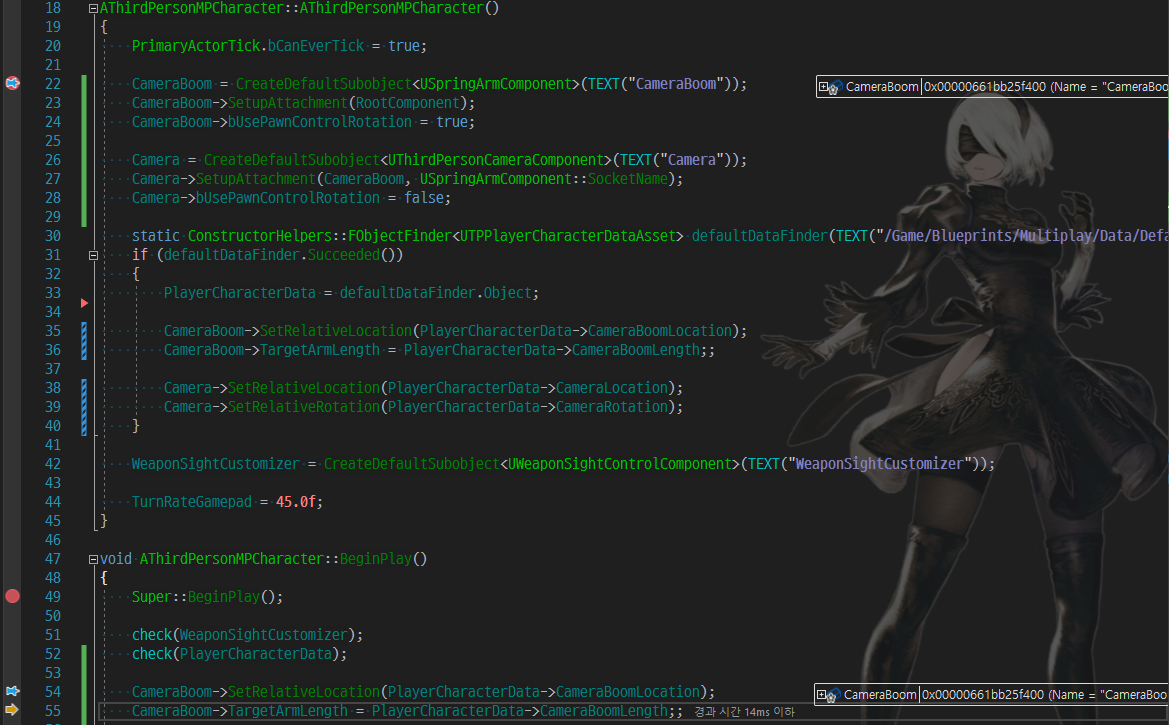 18 AThirdPersonMPCharacter::AThirdPersonMPCharacter()
19 {
20 PrimaryActorTick.bCanEverTick = true;
21
22 CameraBoom = CreateDefaultSubobject<USpringArmComponent>(TEXT("CameraBoom")); CameraBoom 0x00000661bb25f400 (Name = "CameraBoo
23 CameraBoom->SetupAttachment(RootComponent);
24 CameraBoom->bUsePawnControlRotation = true;
25
26 Camera = CreateDefaultSubobject<UThirdPersonCameraComponent>(TEXT("Camera"));
27 Camera->SetupAttachment(CameraBoom, USpringArmComponent::SocketName);
28 Camera->bUsePawnControlRotation = false;
29
30 static ConstructorHelpers::FObjectFinder<UTPPlayerCharacterDataAsset> defaultDataFinder(TEXT("/Game/Blueprints/Multiplay/Data/Defa
31 if (defaultDataFinder.Succeeded())
32 {
33 PlayerCharacterData = defaultDataFinder.Object;
34
35 CameraBoom->SetRelativeLocation(PlayerCharacterData->CameraBoomLocation);
36 CameraBoom->TargetArmLength = PlayerCharacterData->CameraBoomLength;;
37
38 Camera->SetRelativeLocation(PlayerCharacterData->CameraLocation);
39 Camera->SetRelativeRotation(PlayerCharacterData->CameraRotation);
40 }
41
42 WeaponSightCustomizer = CreateDefaultSubobject<UWeaponSightControlComponent>(TEXT("WeaponSightCustomizer"));
43
44 TurnRateGamepad = 45.0f;
45 }
46
47 void AThirdPersonMPCharacter::BeginPlay()
48 {
49 Super::BeginPlay();
50
51 check(WeaponSightCustomizer);
52 check(PlayerCharacterData);
53
54 CameraBoom->SetRelativeLocation(PlayerCharacterData->CameraBoomLocation); CameraBoom 0x00000661bb25f400 (Name = "CameraBoo
55 CameraBoom->TargetArmLength = PlayerCharacterData->CameraBoomLength;; 경과 시간 14ms 이하